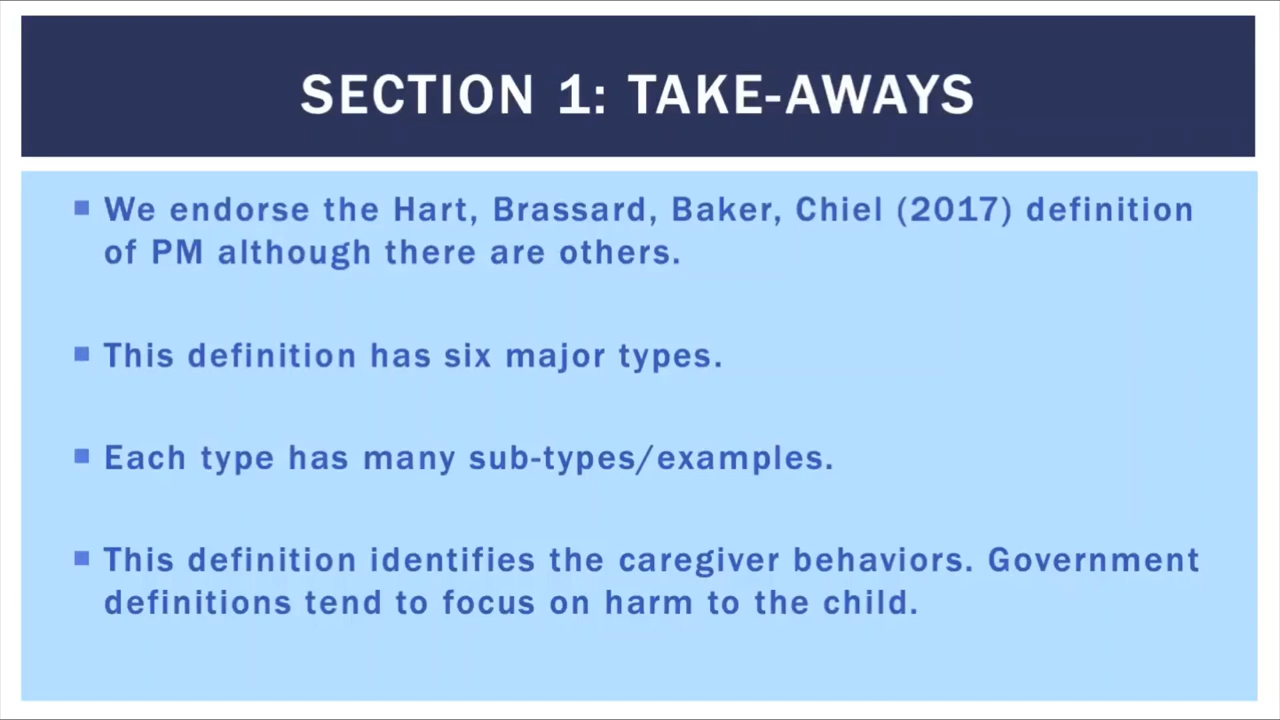 SECTION 1: TAKE-AWAYS
We endorse the Hart, Brassard, Baker, Chiel (2017) definition
of PM although there are others.
This definition has six major types.
Each type has many sub-types/examples.
This definition identifies the caregiver behaviors. Government
definitions tend to focus on harm to the child.